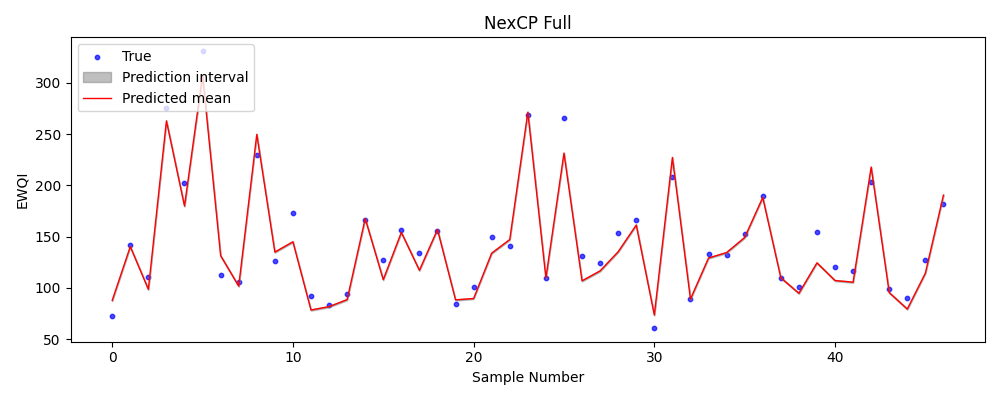 NexCP Full
True
Prediction interval
Predicted mean
EWQI
300
250
200
150
100
50
0
10
20
30
40
Sample Number